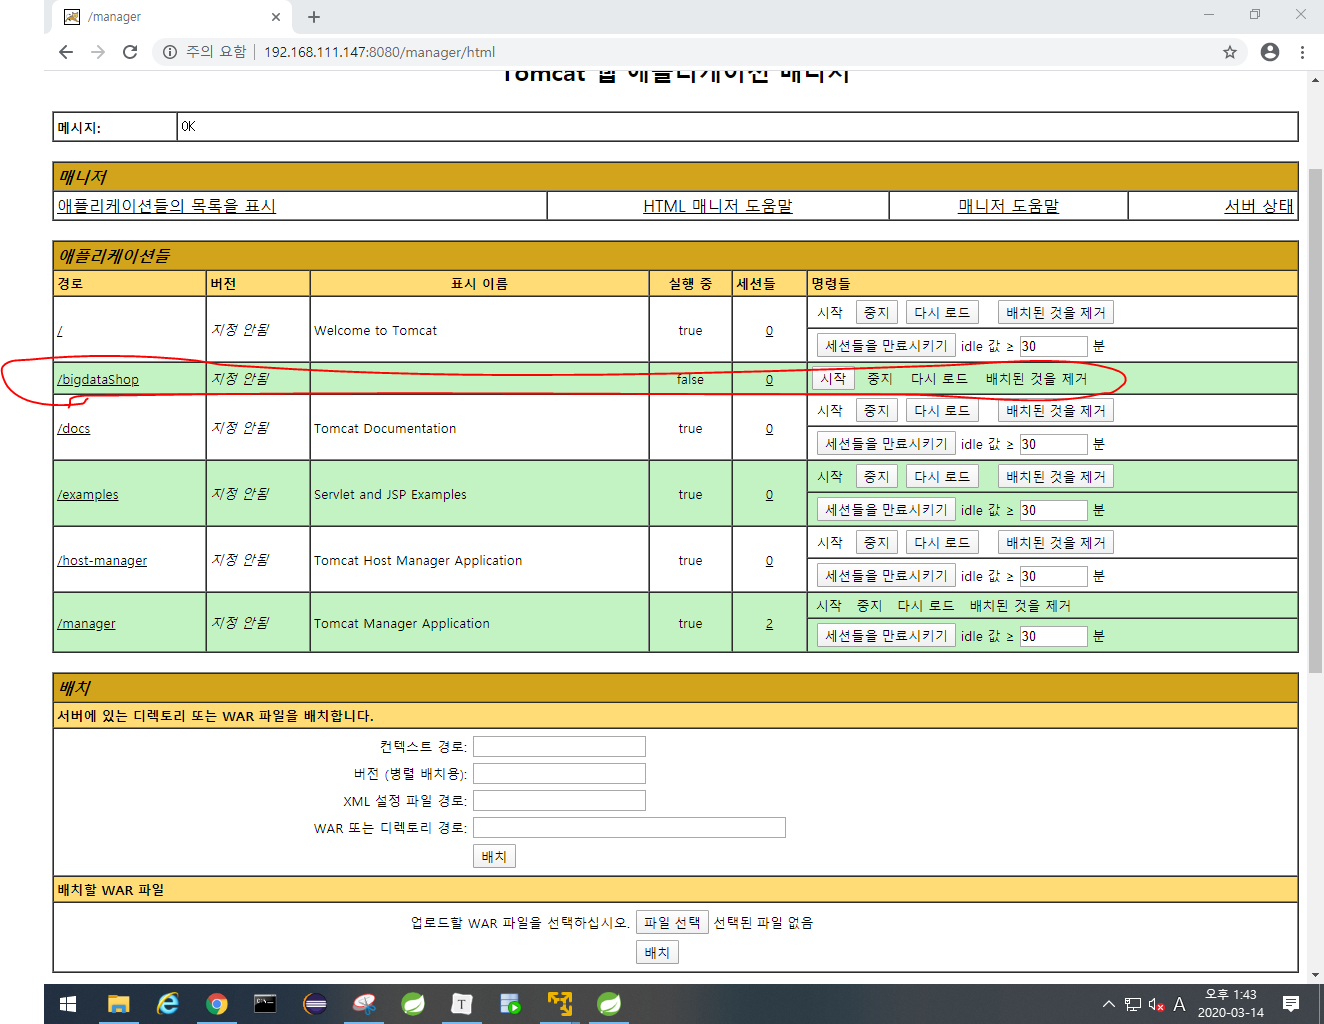 /manager
주의 요함 192.168.111.147:8080/manager/html
Tomcat 웹 애플리케이션 매니저
메시지: OK
매니저
애플리케이션들의 목록을 표시 HTML 매니저 도움말 매니저 도움말 서버 상태
애플리케이션들
경로 버전 표시 이름 실행 중 세션들 명령들
/ 지정 안됨 Welcome to Tomcat true 0 시작 중지 다시 로드 배치된 것을 제거
세션들을 만료시키기 idle 값 ≥ 30 분
/bigdataShop 지정 안됨 false 0 시작 중지 다시 로드 배치된 것을 제거
/docs 지정 안됨 Tomcat Documentation true 0 시작 중지 다시 로드 배치된 것을 제거
세션들을 만료시키기 idle 값 ≥ 30 분
/examples 지정 안됨 Servlet and JSP Examples true 0 시작 중지 다시 로드 배치된 것을 제거
세션들을 만료시키기 idle 값 ≥ 30 분
/host-manager 지정 안됨 Tomcat Host Manager Application true 0 시작 중지 다시 로드 배치된 것을 제거
세션들을 만료시키기 idle 값 ≥ 30 분
/manager 지정 안됨 Tomcat Manager Application true 2 시작 중지 다시 로드 배치된 것을 제거
세션들을 만료시키기 idle 값 ≥ 30 분
배치
서버에 있는 디렉토리 또는 WAR 파일을 배치합니다.
컨텍스트 경로:
버전 (병렬 배치용):
XML 설정 파일 경로:
WAR 또는 디렉토리 경로:
배치
배치할 WAR 파일
업로드할 WAR 파일을 선택하십시오. 파일 선택 선택된 파일 없음
배치
T A 오후 1:43
2020-03-14